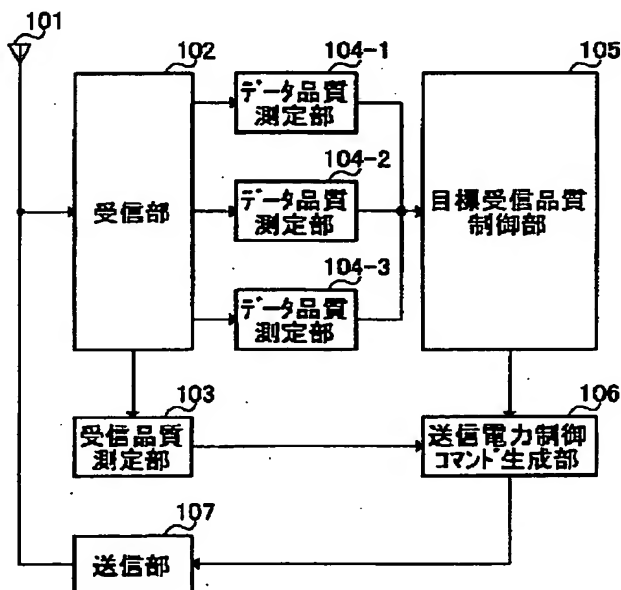 101
102
104-1
105
データ品質
測定部
104-2
受信部
データ品質
測定部
目標受信品質
制御部
104-3
データ品質
測定部
103
106
受信品質
測定部
送信電力制御
コマンド生成部
107
送信部